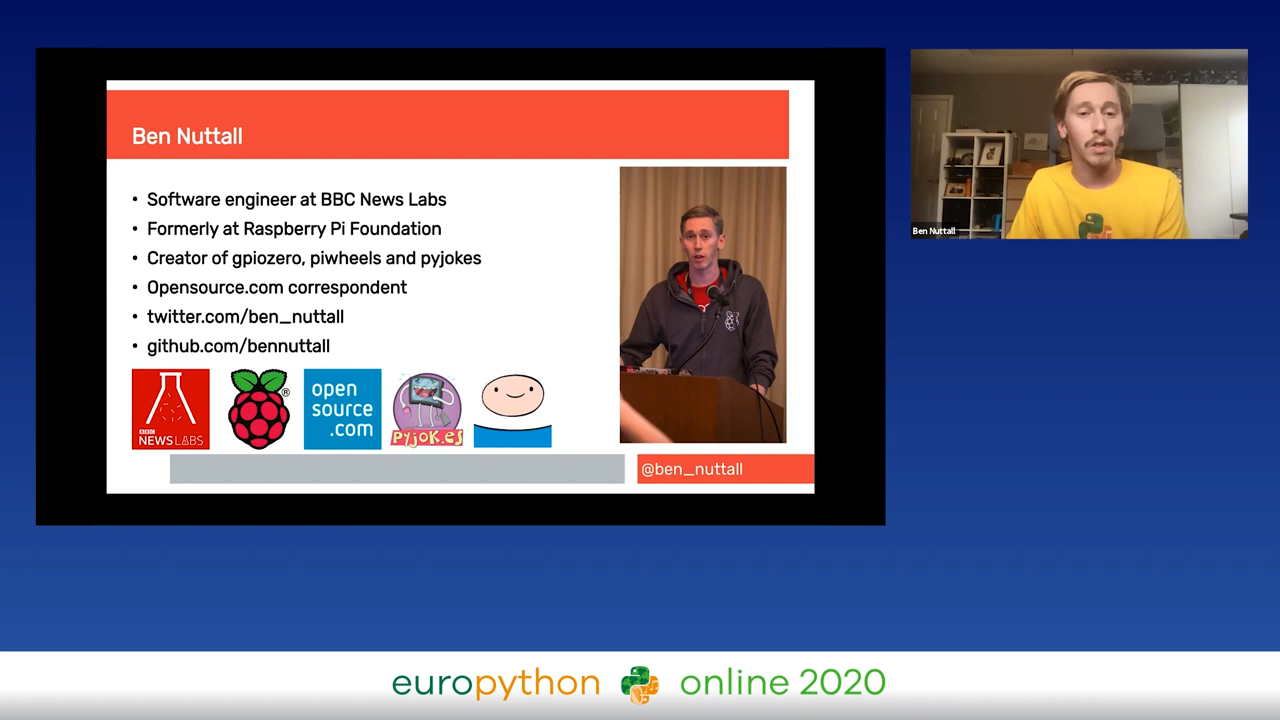 Ben Nuttall
• Software engineer at BBC News Labs
• Formerly at Raspberry Pi Foundation
• Creator of gpiozero, piwheels and pyjokes
• Opensource.com correspondent
• twitter.com/ben_nuttall
• github.com/bennuttall
BBC
NEWS LABS
®
open
source
.com
PyJoK.es
@ben_nuttall
Ben Nuttall
europython online 2020